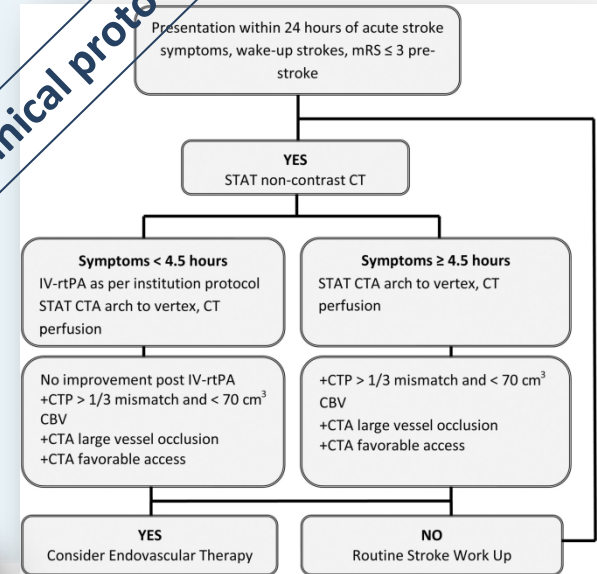 nical proto
Presentation within 24 hours of acute stroke
symptoms, wake-up strokes, mRS ≤ 3 pre-
stroke
YES
STAT non-contrast CT
Symptoms < 4.5 hours
IV-rtPA as per institution protocol
STAT CTA arch to vertex, CT
perfusion
Symptoms ≥ 4.5 hours
STAT CTA arch to vertex, CT
perfusion
No improvement post IV-rtPA
+CTP > 1/3 mismatch and < 70 cm³
CBV
+CTA large vessel occlusion
+CTA favorable access
+CTP > 1/3 mismatch and < 70 cm³
CBV
+CTA large vessel occlusion
+CTA favorable access
YES
Consider Endovascular Therapy
NO
Routine Stroke Work Up